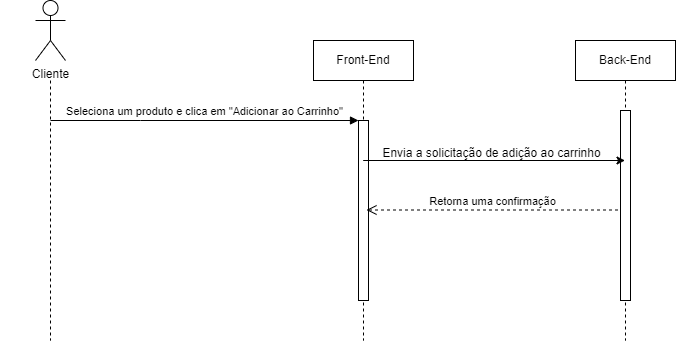 Cliente
Front-End
Back-End
Seleciona um produto e clica em "Adicionar ao Carrinho"
Envia a solicitação de adição ao carrinho
Retorna uma confirmação